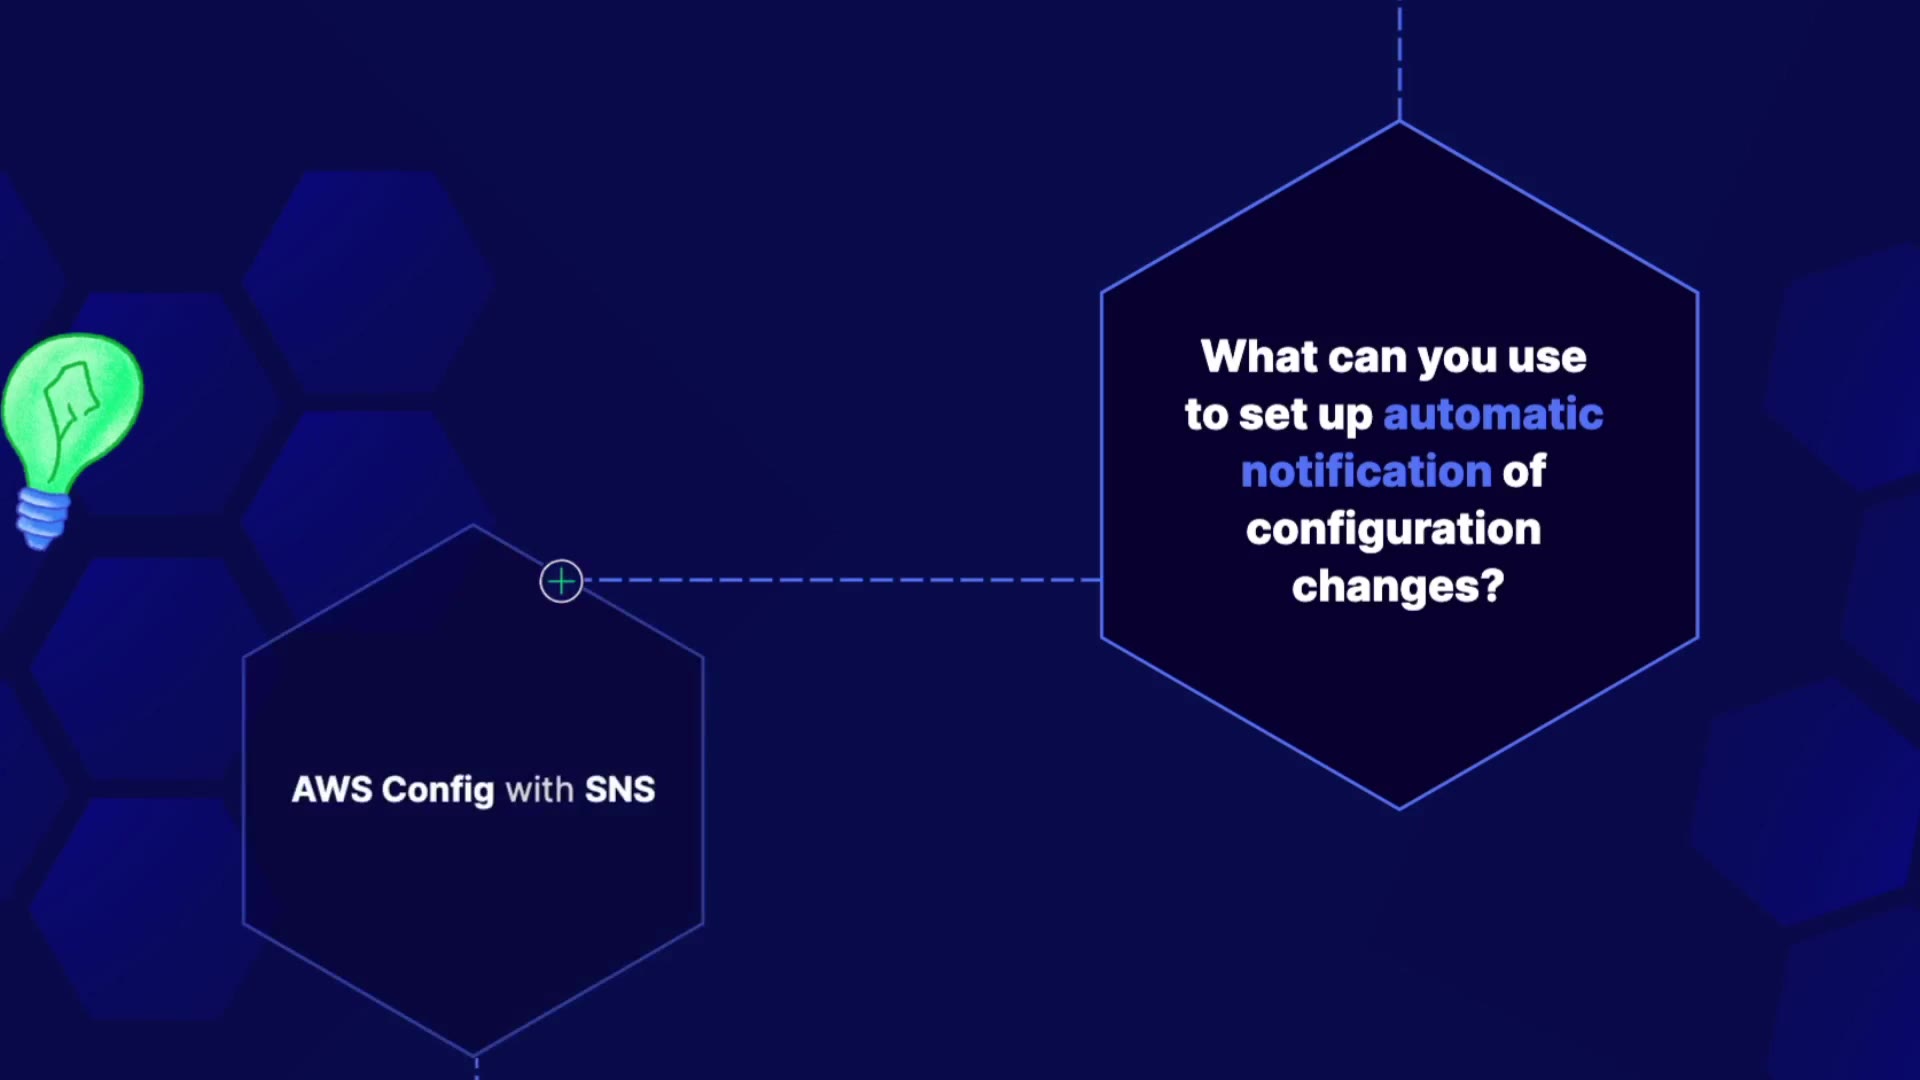 What can you use
to set up automatic
notification of
configuration
changes?
AWS Config with SNS